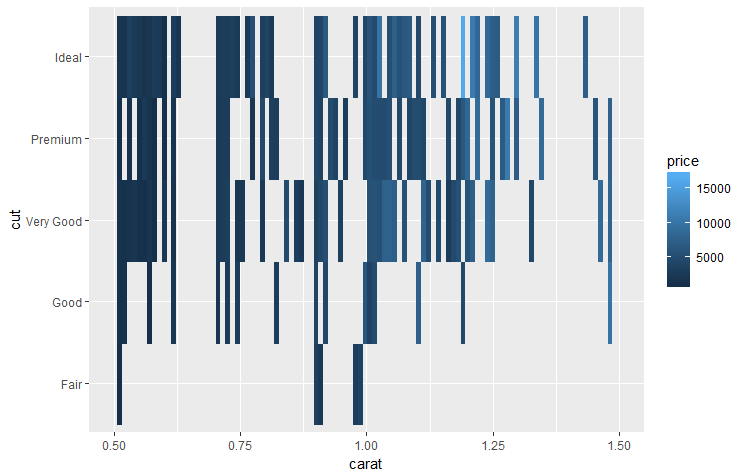 Ideal
Premium
Very Good
Good
Fair
cut
0.50
0.75
1.00
1.25
1.50
carat
price
15000
10000
5000